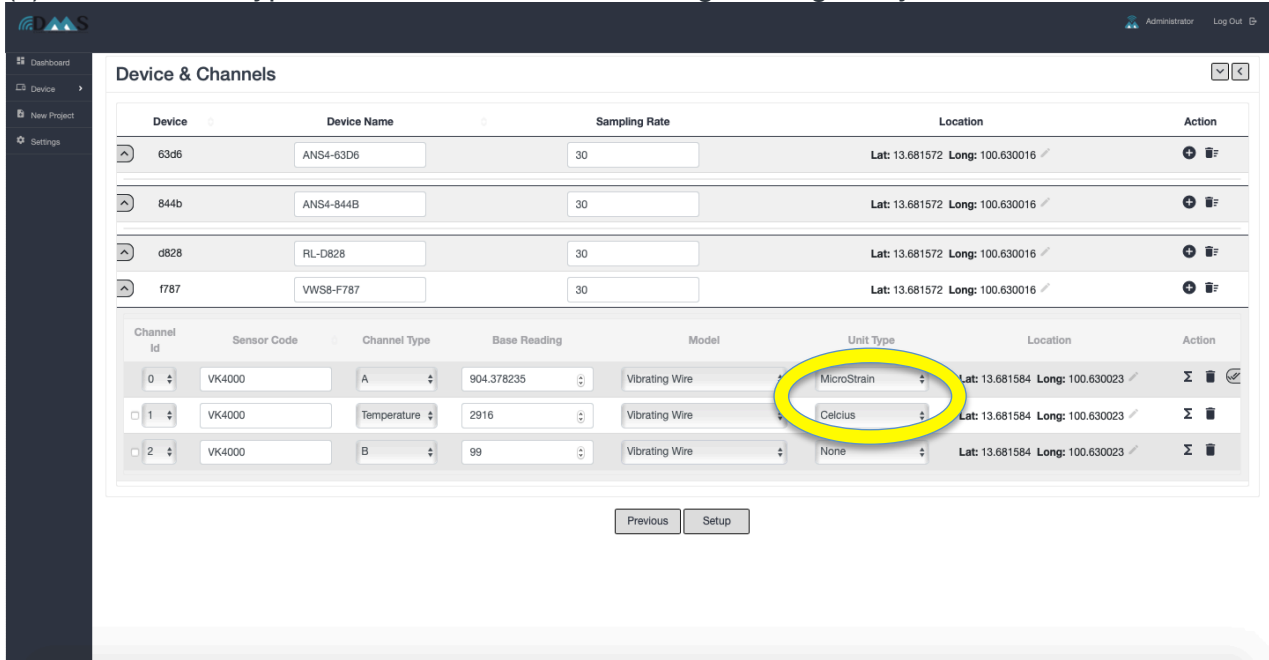 DMS
Administrator Log Out
Dashboard
Device
New Project
Settings
Device & Channels
Device Device Name Sampling Rate Location Action
63d6 ANS4-63D6 30 Lat: 13.681572 Long: 100.630016
844b ANS4-844B 30 Lat: 13.681572 Long: 100.630016
d828 RL-D828 30 Lat: 13.681572 Long: 100.630016
f787 VWS8-F787 30 Lat: 13.681572 Long: 100.630016
Channel Id Sensor Code Channel Type Base Reading Model Unit Type Location Action
0 VK4000 A 904.378235 Vibrating Wire MicroStrain Lat: 13.681584 Long: 100.630023 Σ
1 VK4000 Temperature 2916 Vibrating Wire Celcius Lat: 13.681584 Long: 100.630023 Σ
2 VK4000 B 99 Vibrating Wire None Lat: 13.681584 Long: 100.630023 Σ
Previous Setup